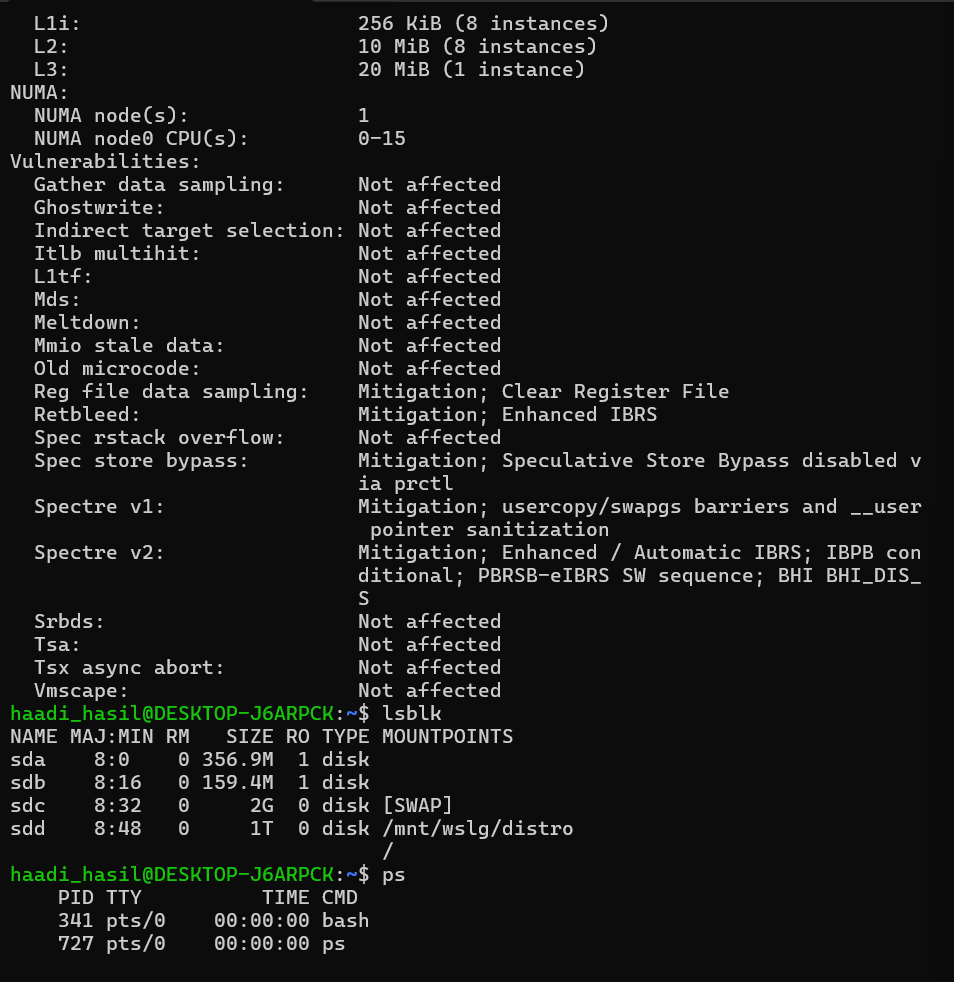 L1i:                       256 KiB (8 instances)
  L2:                        10 MiB (8 instances)
  L3:                        20 MiB (1 instance)
NUMA:
  NUMA node(s):              1
  NUMA node0 CPU(s):         0-15
Vulnerabilities:
  Gather data sampling:      Not affected
  Ghostwrite:                Not affected
  Indirect target selection: Not affected
  Itlb multihit:             Not affected
  L1tf:                      Not affected
  Mds:                       Not affected
  Meltdown:                  Not affected
  Mmio stale data:           Not affected
  Old microcode:             Not affected
  Reg file data sampling:    Mitigation; Clear Register File
  Retbleed:                  Mitigation; Enhanced IBRS
  Spec rstack overflow:      Not affected
  Spec store bypass:         Mitigation; Speculative Store Bypass disabled v
                             ia prctl
  Spectre v1:                Mitigation; usercopy/swapgs barriers and __user
                              pointer sanitization
  Spectre v2:                Mitigation; Enhanced / Automatic IBRS; IBPB con
                             ditional; PBRSB-eIBRS SW sequence; BHI BHI_DIS_
                             S
  Srbds:                     Not affected
  Tsa:                       Not affected
  Tsx async abort:           Not affected
  Vmscape:                   Not affected
haadi_hasil@DESKTOP-J6ARPCK:~$ lsblk
NAME MAJ:MIN RM   SIZE RO TYPE MOUNTPOINTS
sda    8:0    0 356.9M  1 disk
sdb    8:16   0 159.4M  1 disk
sdc    8:32   0     2G  0 disk [SWAP]
sdd    8:48   0     1T  0 disk /mnt/wslg/distro
                               /
haadi_hasil@DESKTOP-J6ARPCK:~$ ps
    PID TTY          TIME CMD
    341 pts/0    00:00:00 bash
    727 pts/0    00:00:00 ps